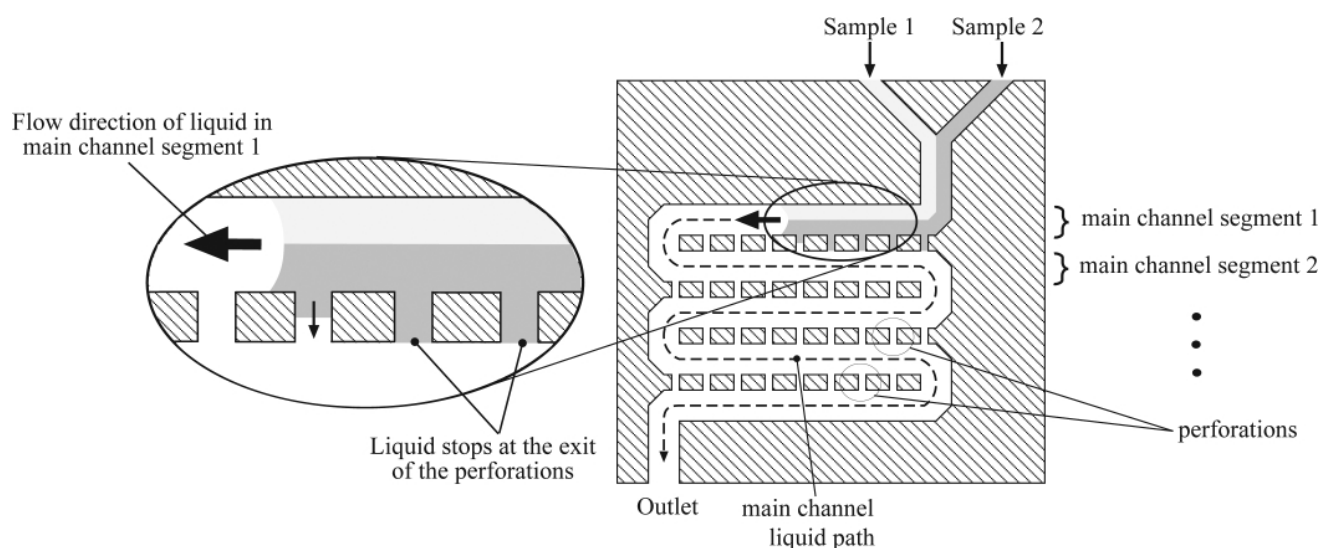 Sample 1
Sample 2
Flow direction of liquid in
main channel segment 1
main channel segment 1
main channel segment 2
Liquid stops at the exit
of the perforations
perforations
Outlet
main channel
liquid path